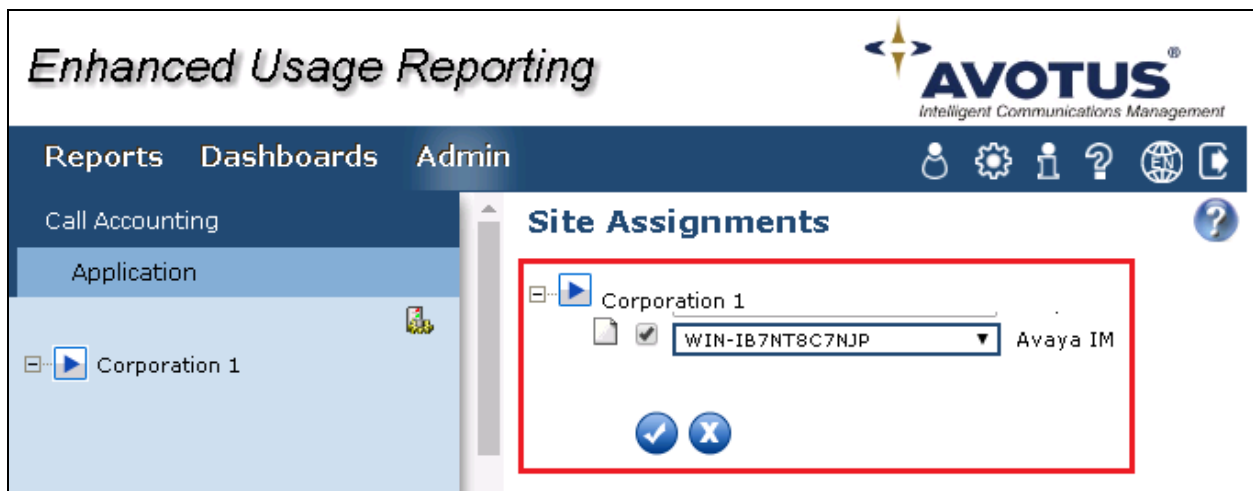 Enhanced Usage Reporting
AVOTUS®
Intelligent Communications Management
Reports Dashboards Admin
EN
Call Accounting
Application
Corporation 1
Site Assignments
Corporation 1
WIN-IB7NT8C7NJP
Avaya IM